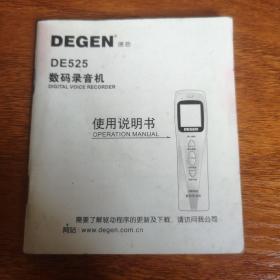 DEGEN 德劲
DE525
数码录音机
DIGITAL VOICE RECORDER
使用说明书
OPERATION MANUAL
DEGEN
需要了解驱动程序的更新及下载，请访问我公司
网站：www.degen.com.cn